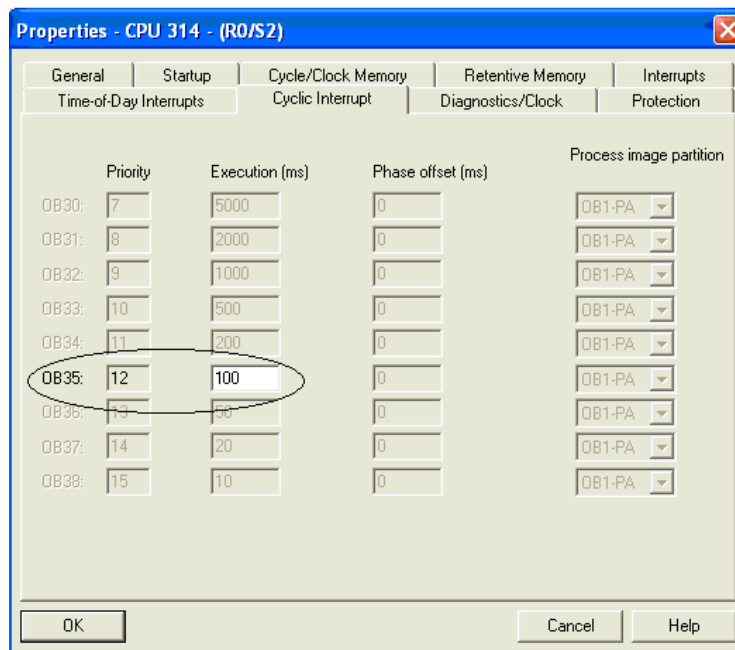 Properties - CPU 314 - (R0/S2)
General Startup Cycle/Clock Memory Retentive Memory Interrupts
Time-of-Day Interrupts Cyclic Interrupt Diagnostics/Clock Protection
Priority Execution (ms) Phase offset (ms) Process image partition
OB30: 7 5000 0 OB1-PA
OB31: 8 2000 0 OB1-PA
OB32: 9 1000 0 OB1-PA
OB33: 10 500 0 OB1-PA
OB34: 11 200 0 OB1-PA
OB35: 12 100 0 OB1-PA
OB36: 13 50 0 OB1-PA
OB37: 14 20 0 OB1-PA
OB38: 15 10 0 OB1-PA
OK Cancel Help